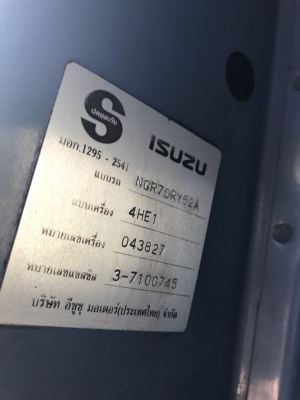 S
ปลอดภัย
ISUZU
มอก.1295 - 2541
แบบรถ NQR70RY52A
แบบเครื่อง 4HE1
หมายเลขเครื่อง 043827
หมายเลขแชสซิส 3-7100745
บริษัท อีซูซุ มอเตอร์(ประเทศไทย) จำกัด